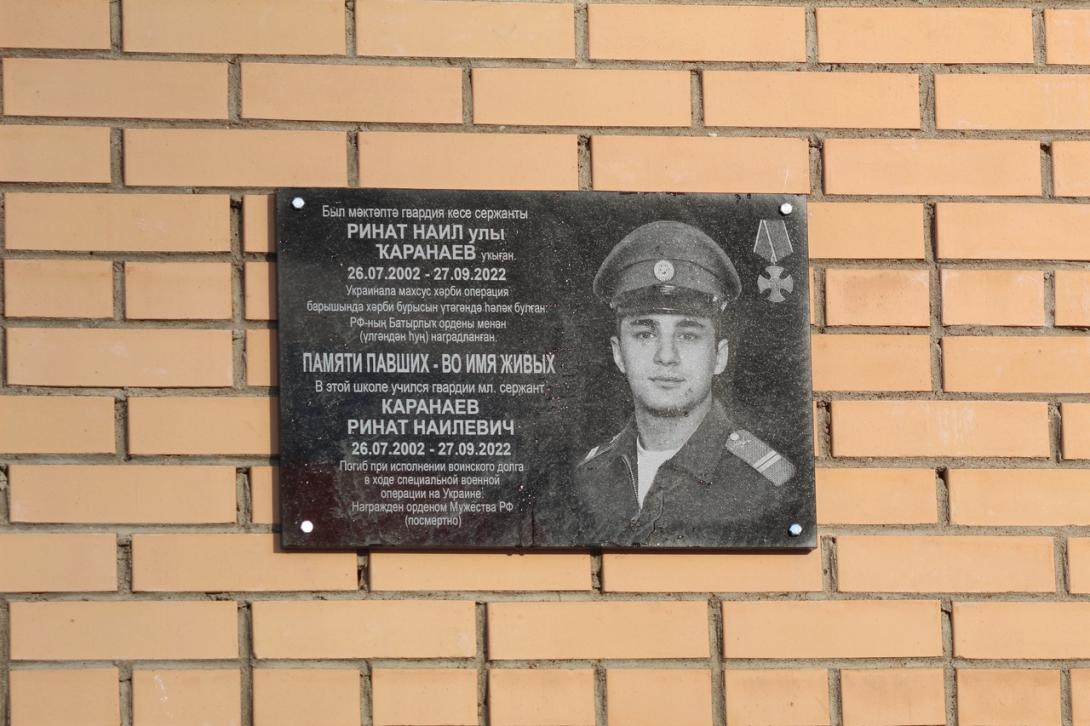 Был мәктәптә гвардия кесе сержанты
РИНАТ НАИЛ улы
ҠАРАНАЕВ уҡыған.
26.07.2002 - 27.09.2022
Украинала махсус хәрби операция
барышында хәрби бурысын үтәгәндә һәләк булған.
РФ-ның Батырлыҡ ордены менән
(үлгәндән һуң) наградланған.
ПАМЯТИ ПАВШИХ - ВО ИМЯ ЖИВЫХ
В этой школе учился гвардии мл. сержант
КАРАНАЕВ
РИНАТ НАИЛЕВИЧ
26.07.2002 - 27.09.2022
Погиб при исполнении воинского долга
в ходе специальной военной
операции на Украине.
Награжден орденом Мужества РФ
(посмертно)